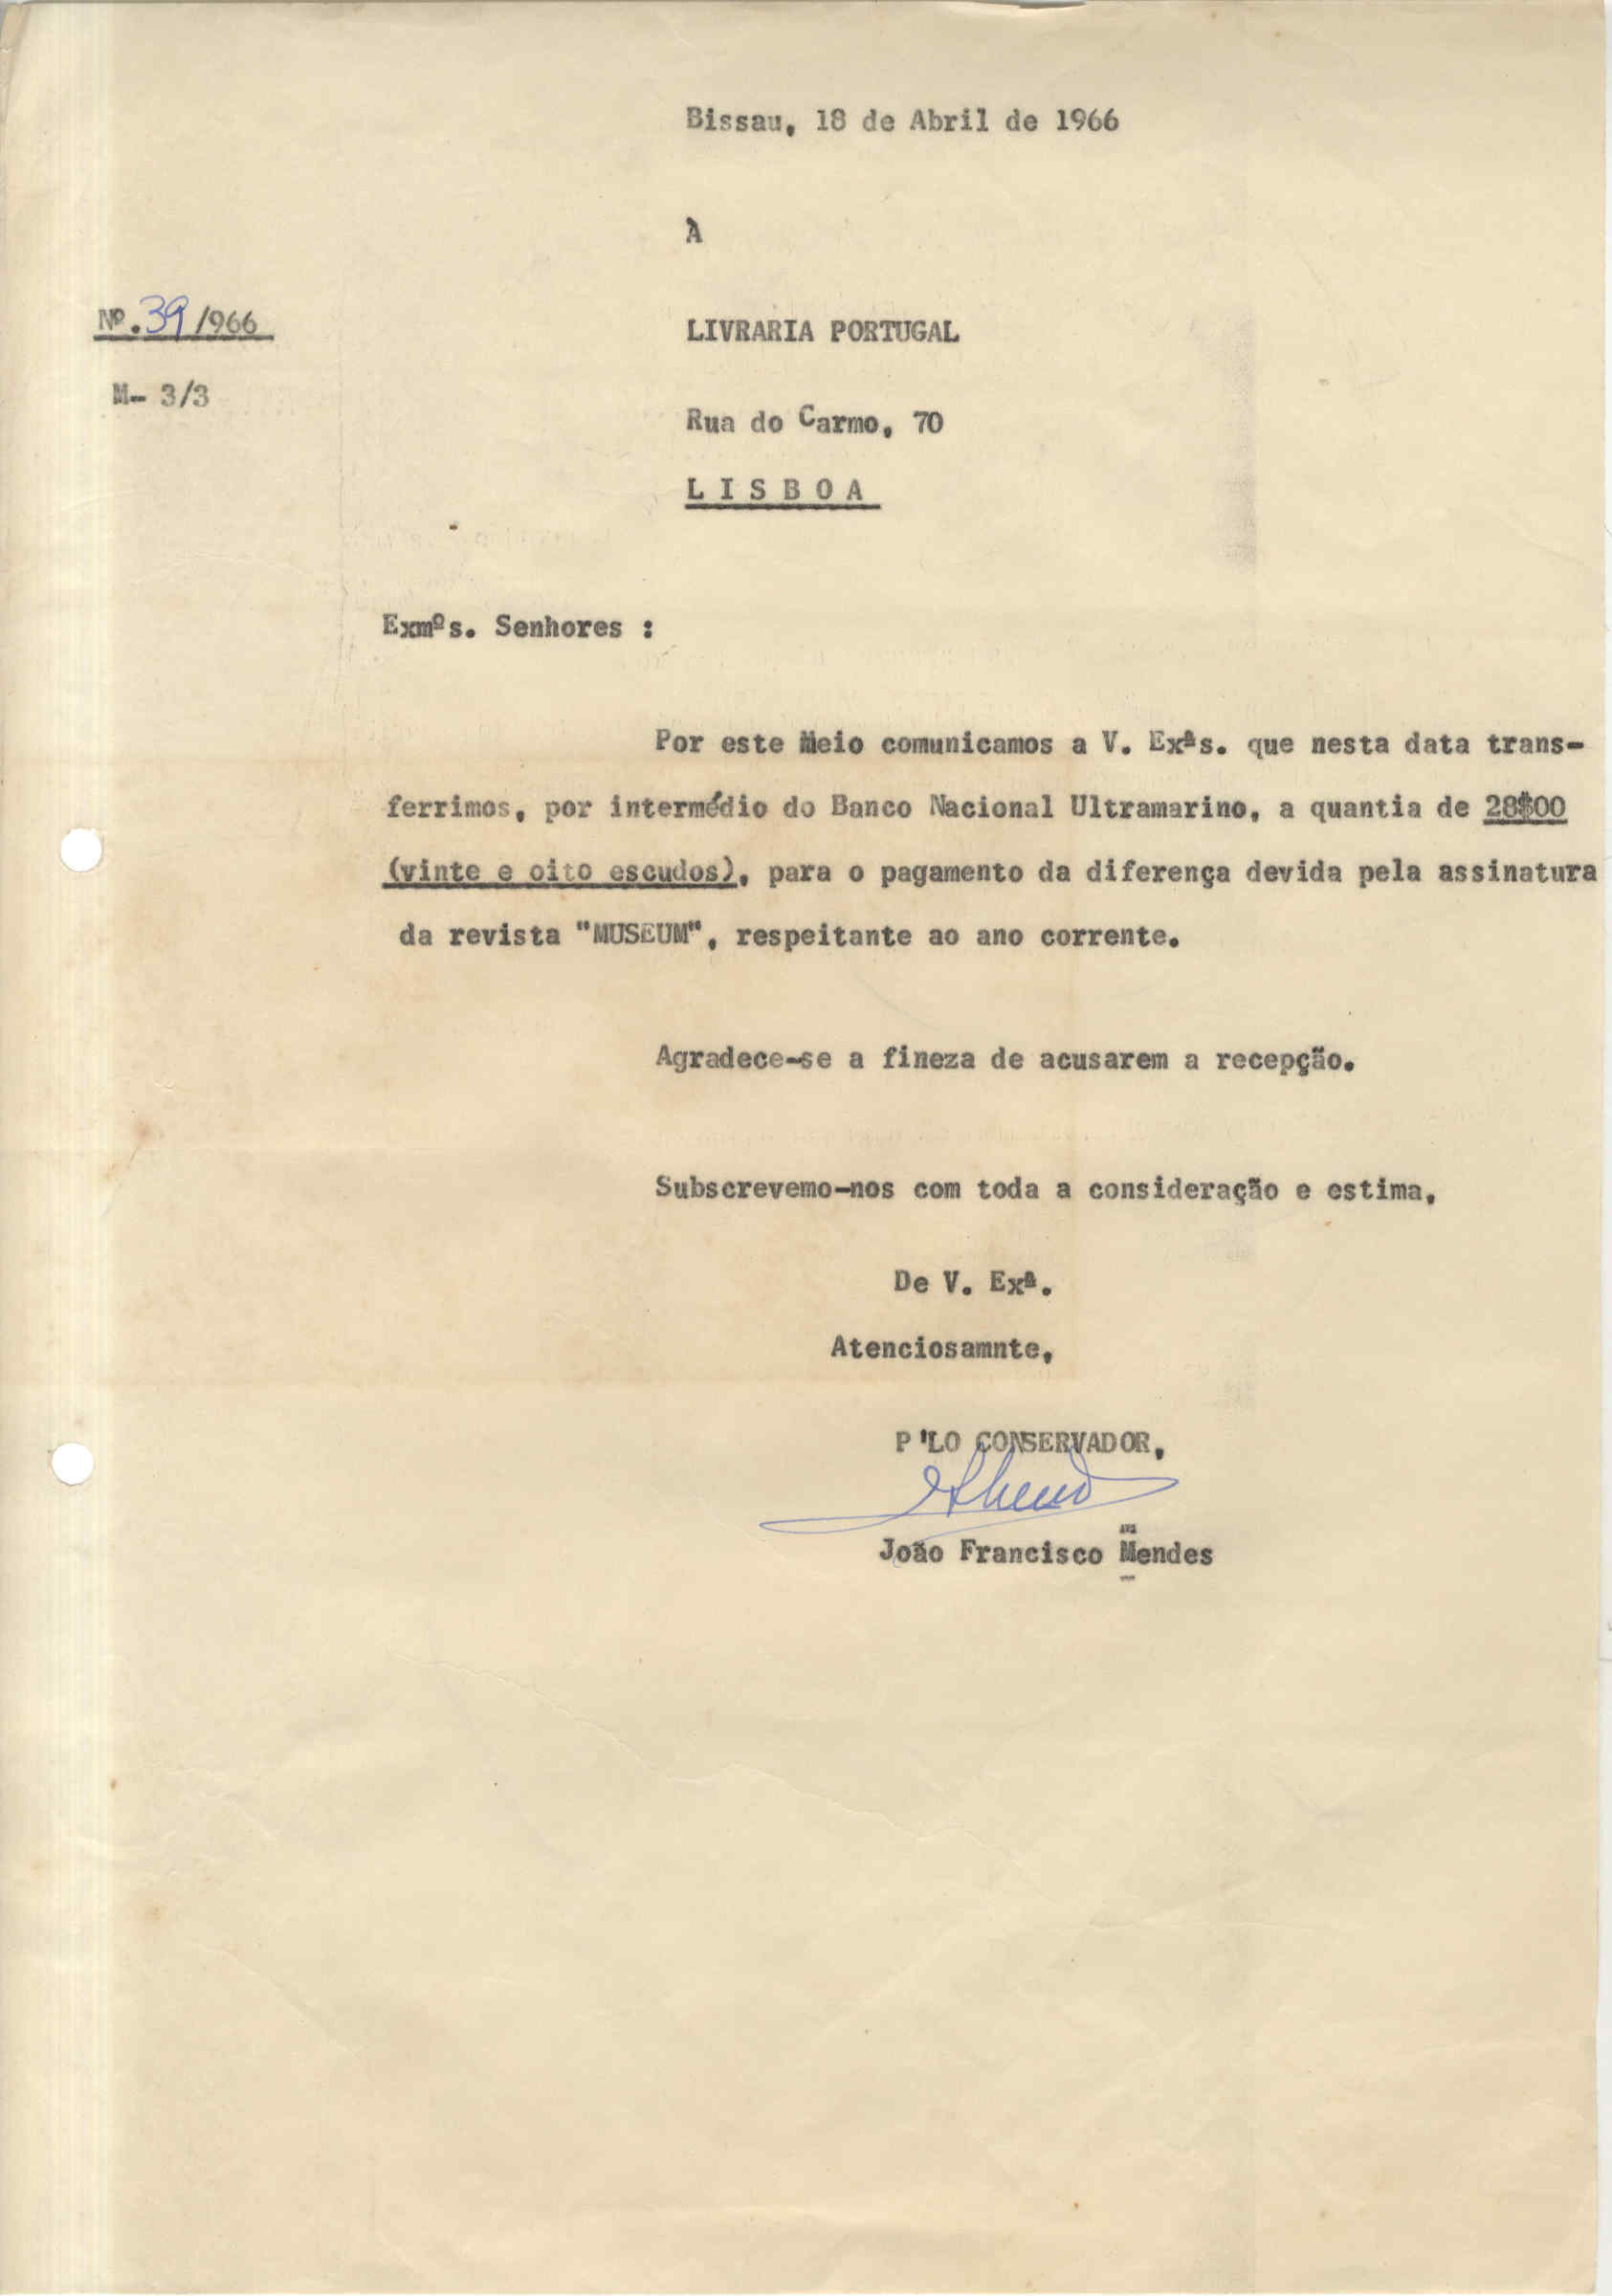 Bissau, 18 de Abril de 1966
À
Nº.39/966
LIVRARIA PORTUGAL
M- 3/3
Rua do Carmo, 70
LISBOA
Exmºs. Senhores :
Por este Meio comunicamos a V. Exªs. que nesta data trans-
ferrimos, por intermédio do Banco Nacional Ultramarino, a quantia de 28$00
(vinte e oito escudos), para o pagamento da diferença devida pela assinatura
da revista "MUSEUM", respeitante ao ano corrente.
Agradece-se a fineza de acusarem a recepção.
Subscrevemo-nos com toda a consideração e estima,
De V. Exª.
Atenciosamnte,
P'LO CONSERVADOR,
João Francisco Mendes